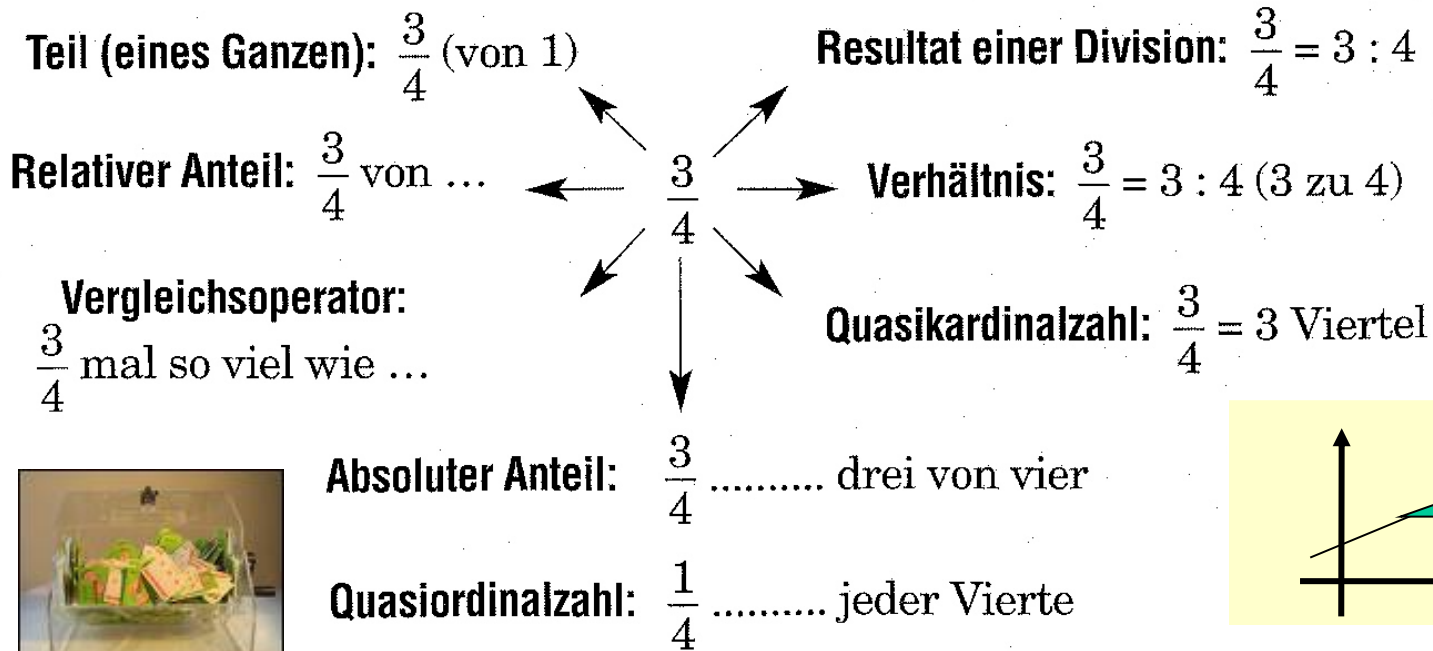 Teil (eines Ganzen): 3/4 (von 1)
Resultat einer Division: 3/4 = 3 : 4
Relativer Anteil: 3/4 von ...
3/4
Verhältnis: 3/4 = 3 : 4 (3 zu 4)
Vergleichsoperator:
3/4 mal so viel wie ...
Quasikardinalzahl: 3/4 = 3 Viertel
Absoluter Anteil: 3/4 .......... drei von vier
Quasiordinalzahl: 1/4 .......... jeder Vierte